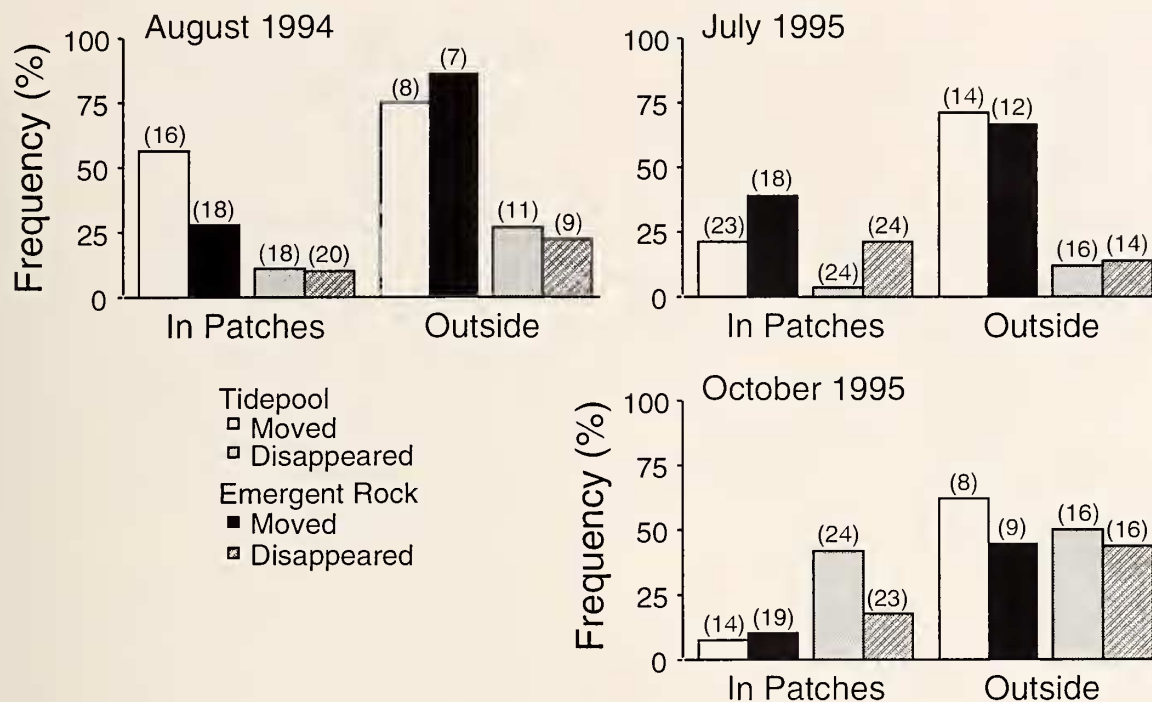 August 1994
Frequency (%)
100
75
50
25
0
(16)
(18)
(18)
(20)
(8)
(7)
(11)
(9)
In Patches
Outside
July 1995
100
75
50
25
0
(23)
(18)
(24)
(24)
(14)
(12)
(16)
(14)
In Patches
Outside
Tidepool
Moved
Disappeared
Emergent Rock
Moved
Disappeared
October 1995
Frequency (%)
100
75
50
25
0
(14)
(19)
(24)
(23)
(8)
(9)
(16)
(16)
In Patches
Outside